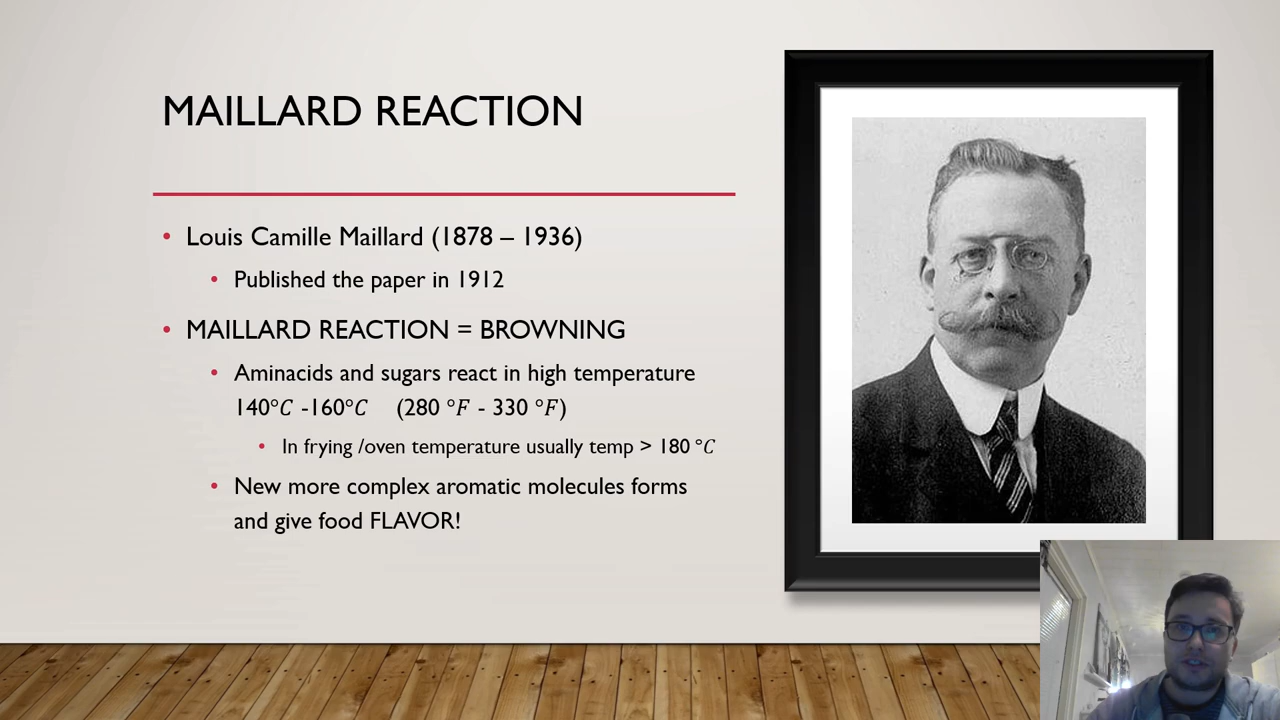 MAILLARD REACTION
• Louis Camille Maillard (1878 – 1936)
• Published the paper in 1912
• MAILLARD REACTION = BROWNING
• Aminacids and sugars react in high temperature
140°C -160°C (280 °F - 330 °F)
• In frying /oven temperature usually temp > 180 °C
• New more complex aromatic molecules forms
and give food FLAVOR!